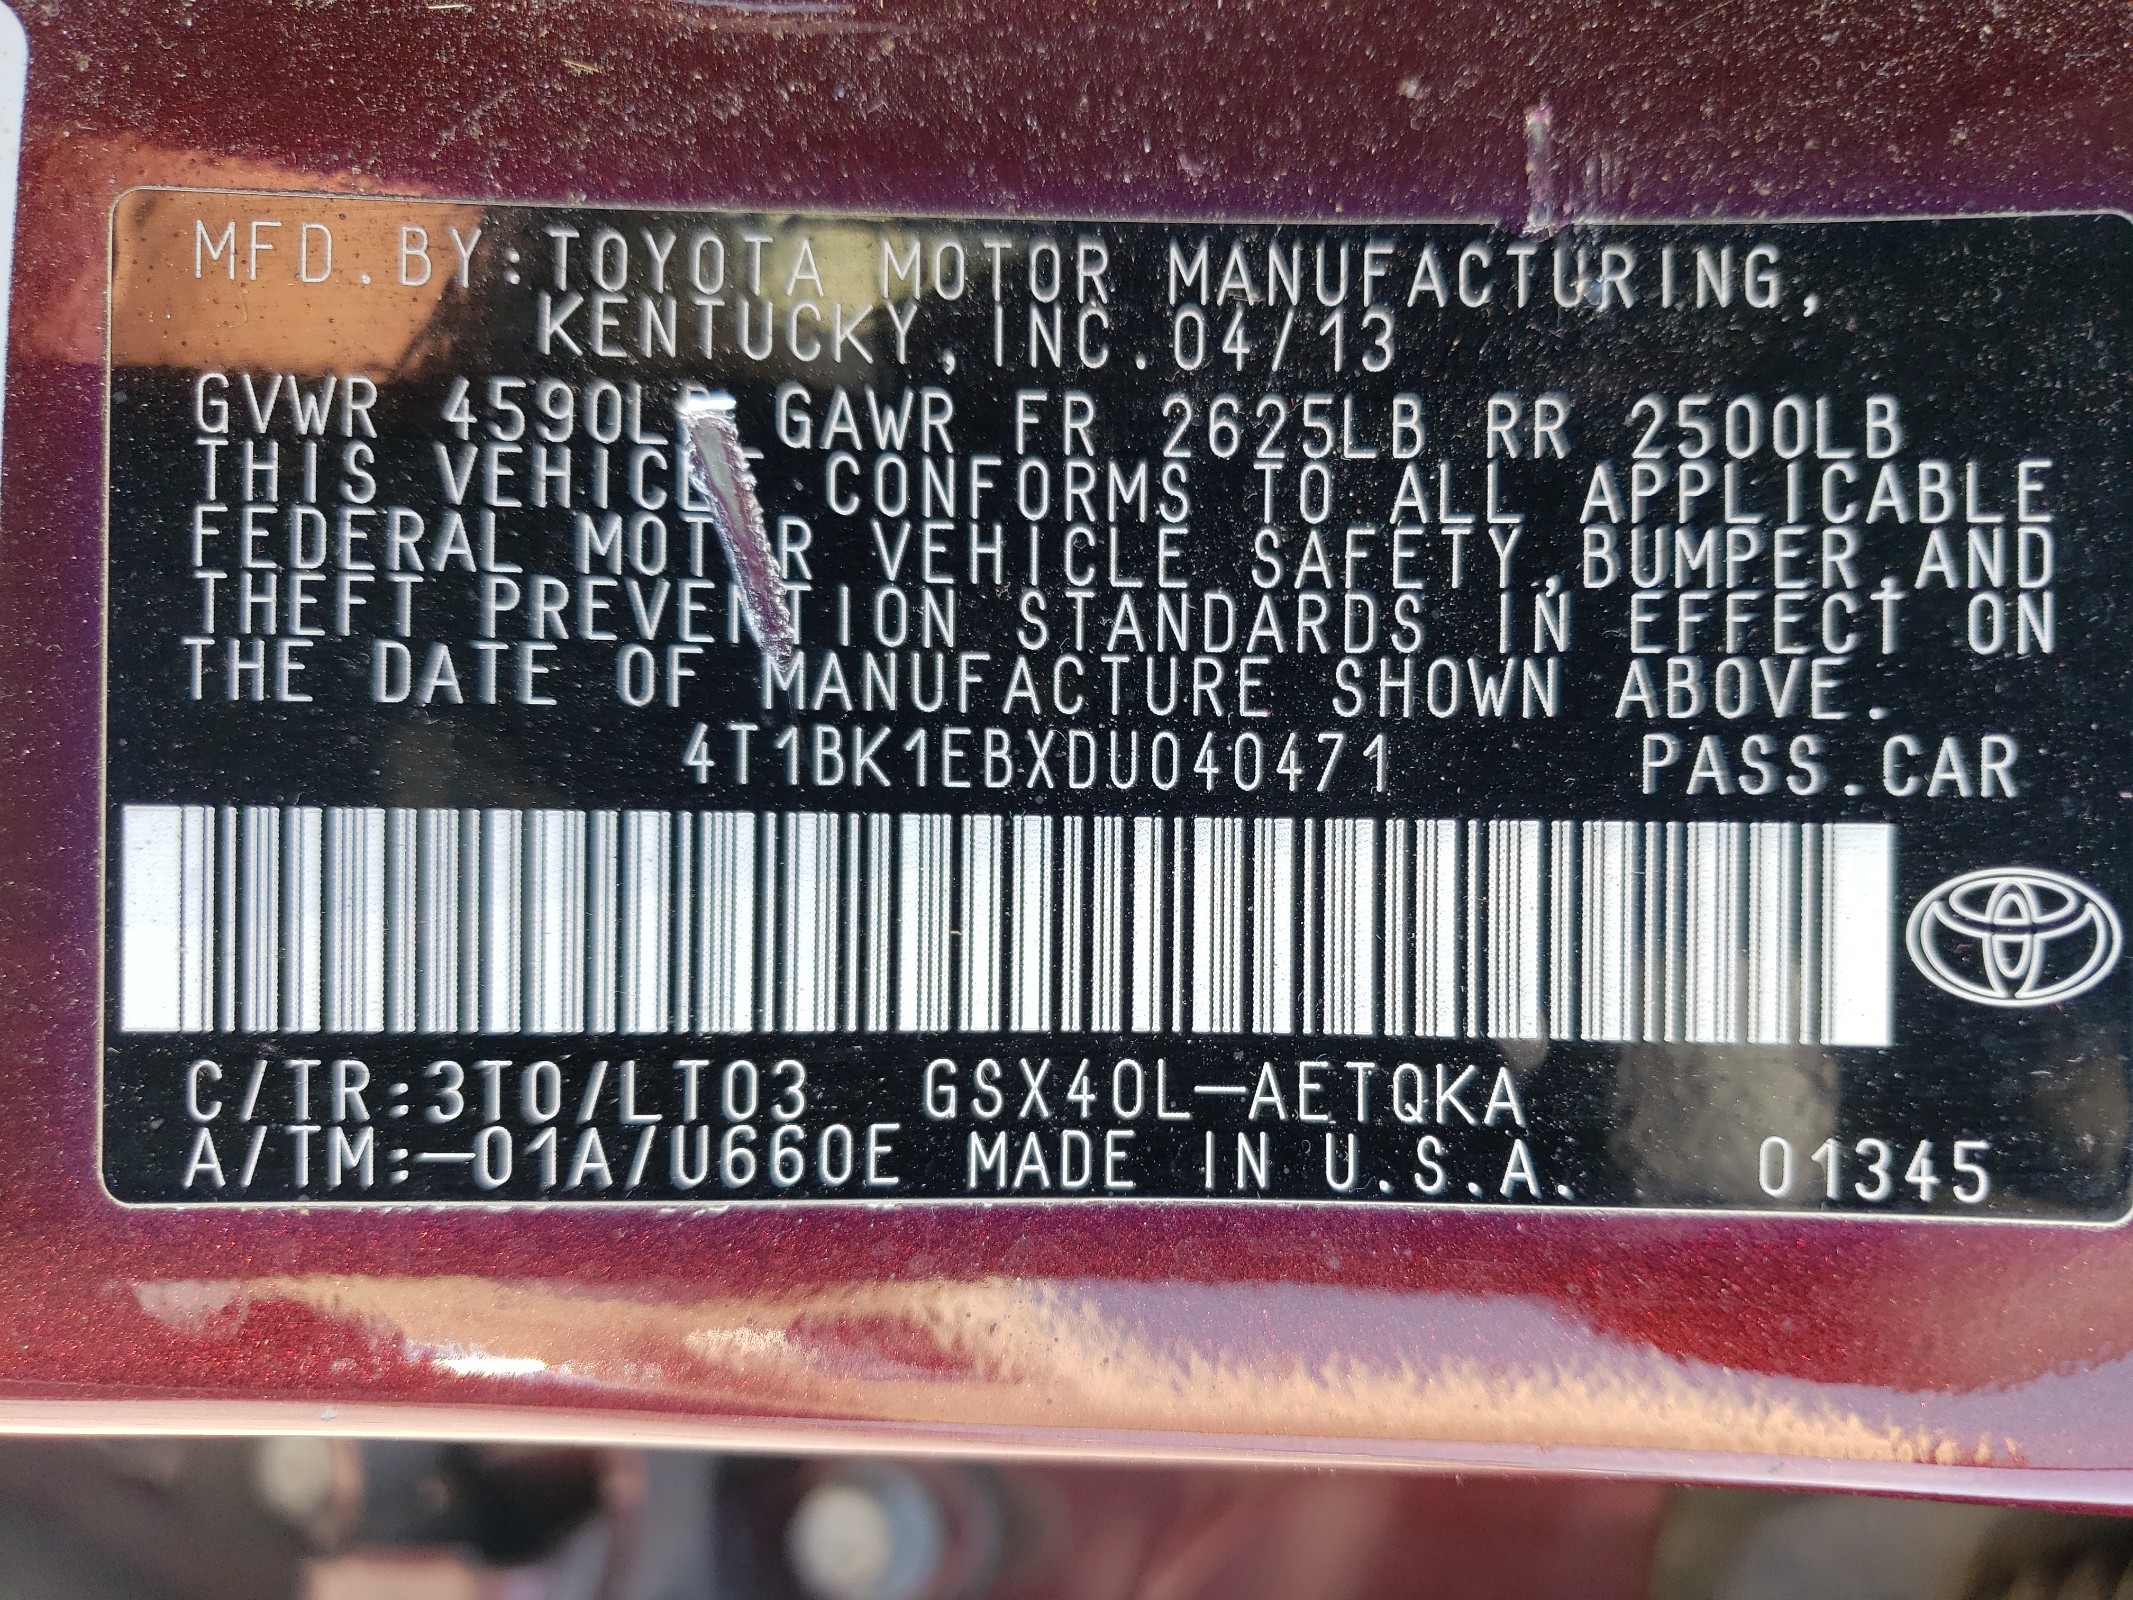 MFD.BY:TOYOTA MOTOR MANUFACTURING,
KENTUCKY, INC.04/13
GVWR 4590LB GAWR FR 2625LB RR 2500LB
THIS VEHICLE CONFORMS TO ALL APPLICABLE
FEDERAL MOTOR VEHICLE SAFETY,BUMPER,AND
THEFT PREVENTION STANDARDS IN EFFECT ON
THE DATE OF MANUFACTURE SHOWN ABOVE.
4T1BK1EBXDU040471 PASS.CAR
C/TR:3T0/LT03 GSX40L-AETQKA
A/TM:-01A/U660E MADE IN U.S.A. 01345